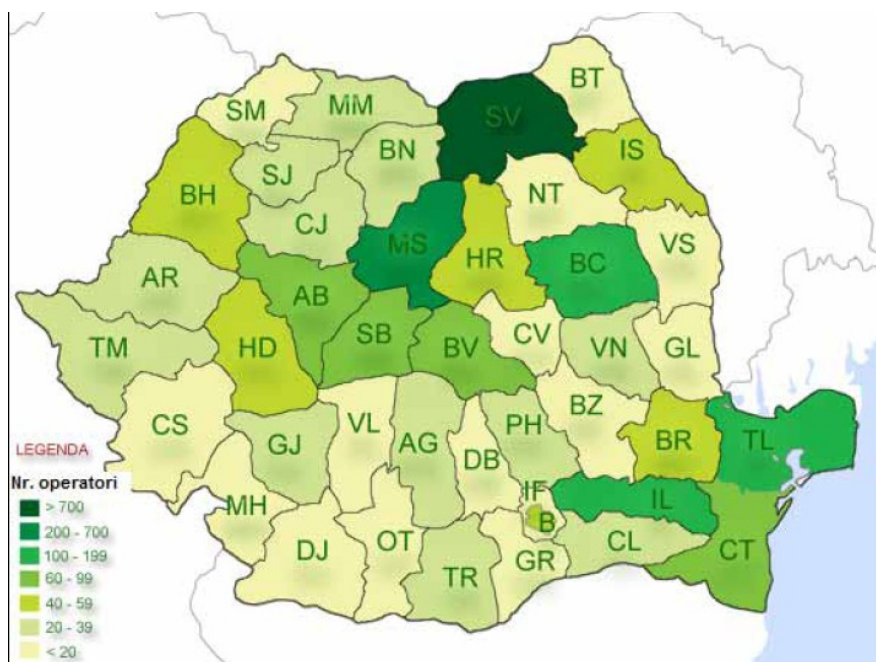 BT
SM
MM
SV
BN
IS
SJ
BH
NT
CJ
MS
VS
HR
BC
AR
AB
SB
CV
TM
HD
BV
VN
GL
CS
VL
BZ
PH
BR
TL
GJ
AG
DB
IF
IL
MH
B
DJ
OT
CL
CT
GR
TR
LEGENDA
Nr. operatori
> 700
200 - 700
100 - 199
60 - 99
40 - 59
20 - 39
< 20